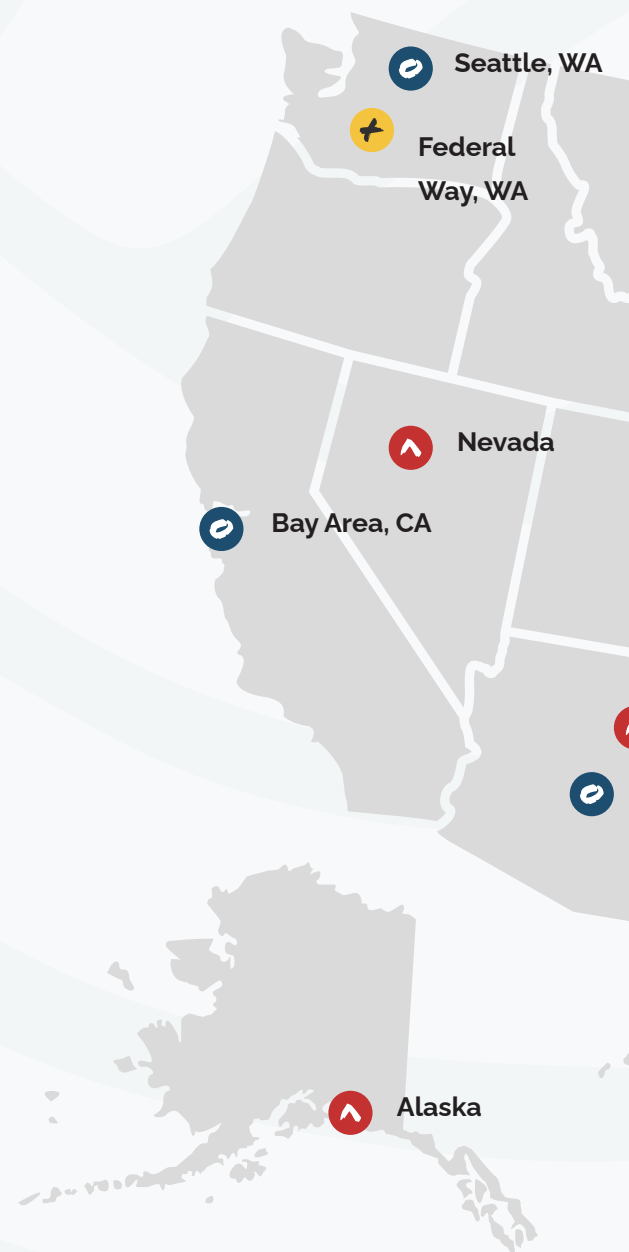 Seattle, WA
Federal
Way, WA
Nevada
Bay Area, CA
Alaska